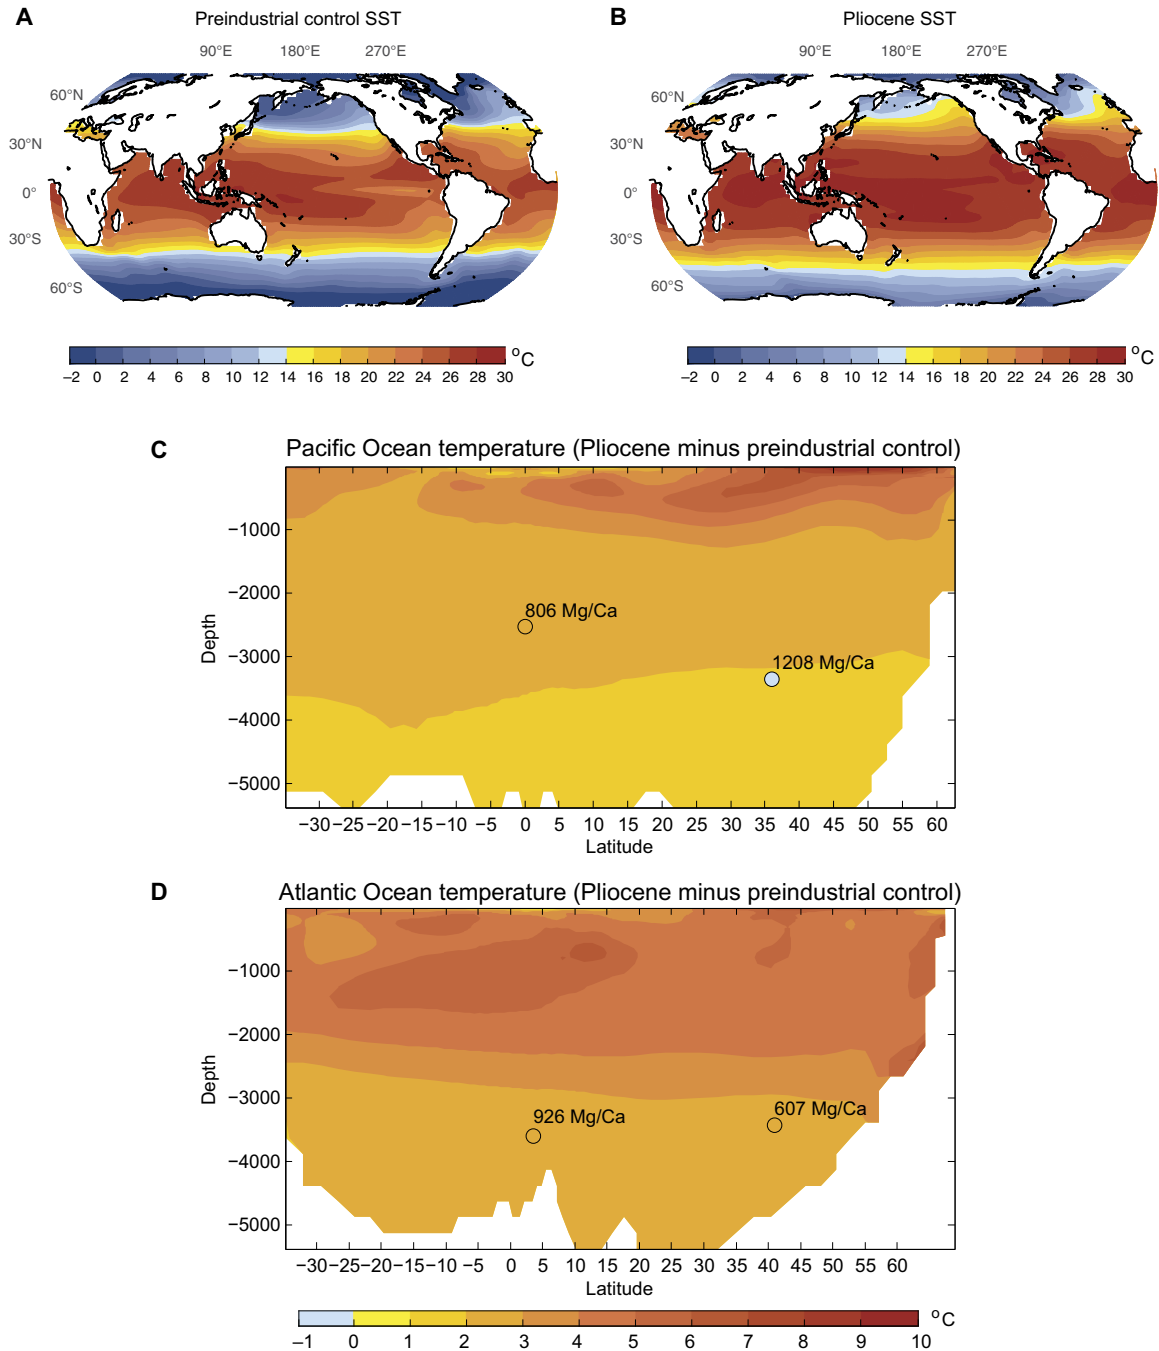 A Preindustrial control SST
B Pliocene SST
90°E 180°E 270°E
90°E 180°E 270°E
60°N
30°N
0°
30°S
60°S
60°N
30°N
0°
30°S
60°S
−2 0 2 4 6 8 10 12 14 16 18 20 22 24 26 28 30 °C
−2 0 2 4 6 8 10 12 14 16 18 20 22 24 26 28 30 °C
C Pacific Ocean temperature (Pliocene minus preindustrial control)
−1000
−2000
−3000
−4000
−5000
Depth
806 Mg/Ca
1208 Mg/Ca
−30 −25 −20 −15 −10 −5 0 5 10 15 20 25 30 35 40 45 50 55 60
Latitude
D Atlantic Ocean temperature (Pliocene minus preindustrial control)
−1000
−2000
−3000
−4000
−5000
Depth
926 Mg/Ca
607 Mg/Ca
−30 −25 −20 −15 −10 −5 0 5 10 15 20 25 30 35 40 45 50 55 60
Latitude
−1 0 1 2 3 4 5 6 7 8 9 10 °C